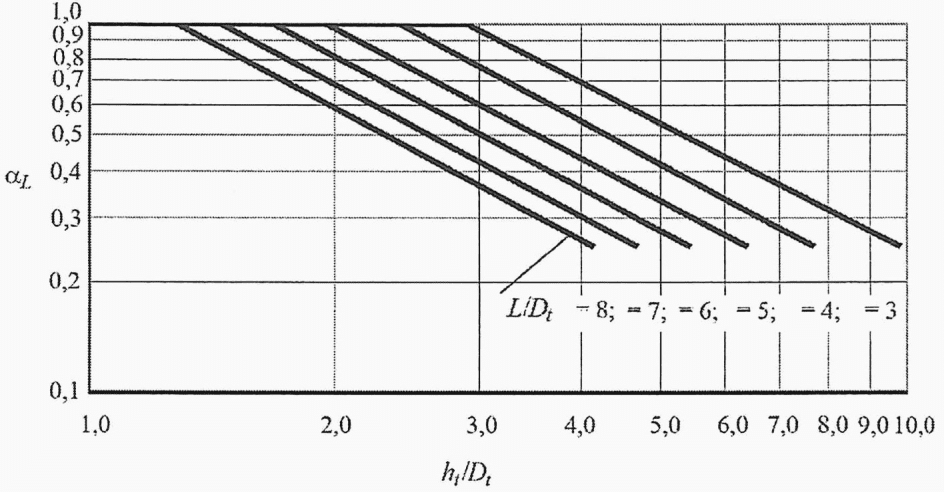 1,0
0,9
0,8
0,7
0,6
0,5
αL 0,4
0,3
0,2
L/Dt = 8; = 7; = 6; = 5; = 4; = 3
0,1
1,0 2,0 3,0 4,0 5,0 6,0 7,0 8,0 9,0 10,0
ht/Dt